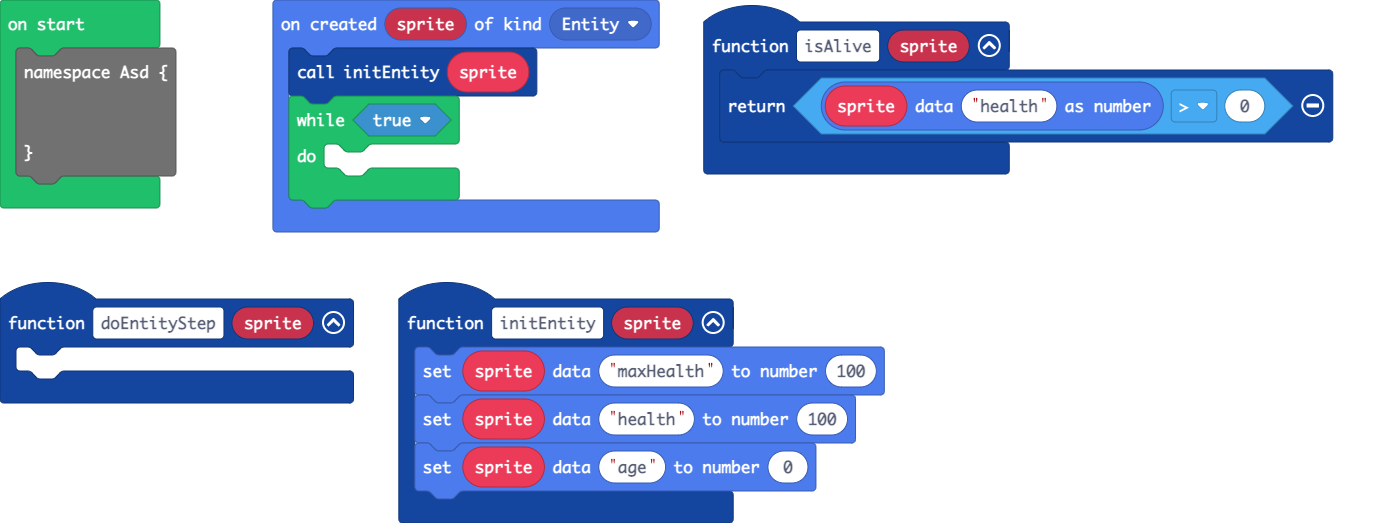 on start
namespace Asd {
}
on created sprite of kind Entity
call initEntity sprite
while true
do
function isAlive sprite
return sprite data "health" as number > 0
function doEntityStep sprite
function initEntity sprite
set sprite data "maxHealth" to number 100
set sprite data "health" to number 100
set sprite data "age" to number 0